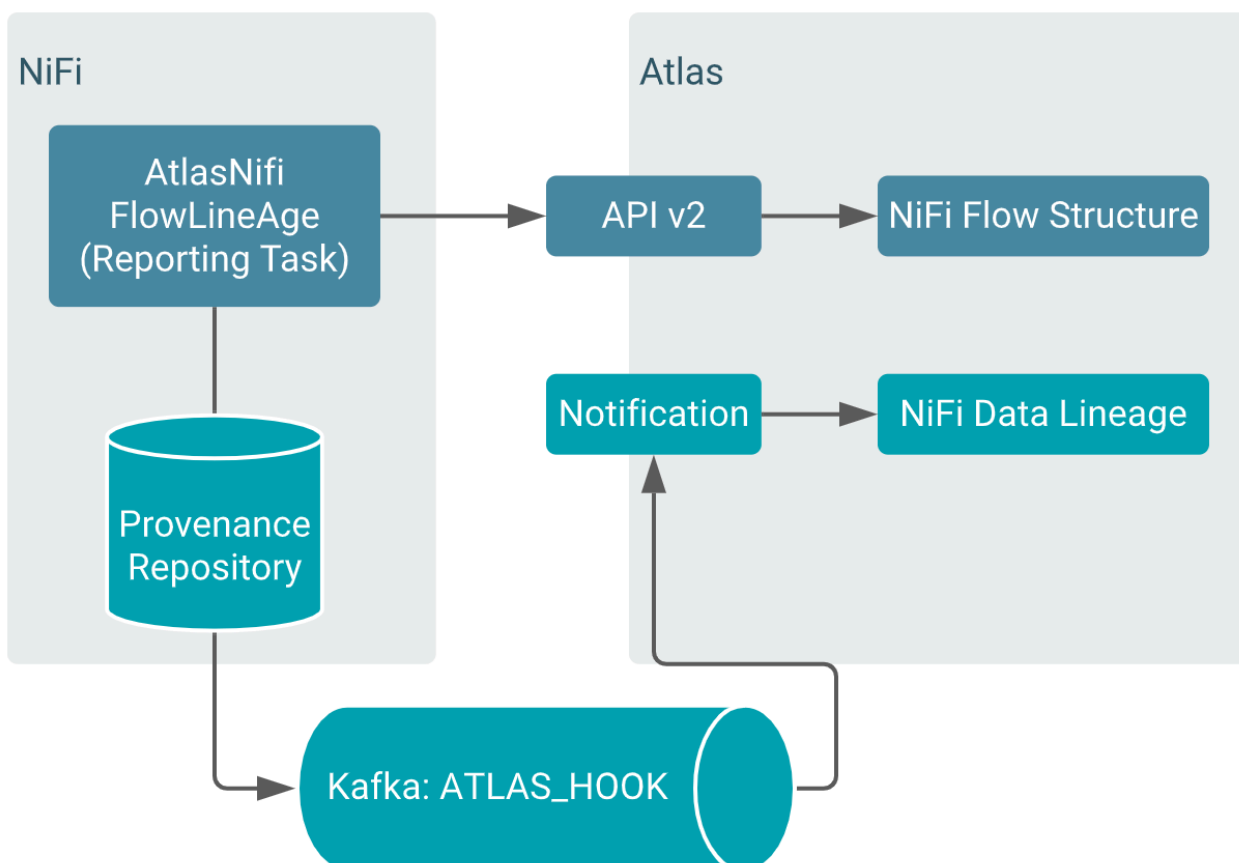 NiFi
Atlas
AtlasNifi
FlowLineAge
(Reporting Task)
API v2
NiFi Flow Structure
Notification
NiFi Data Lineage
Provenance
Repository
Kafka: ATLAS_HOOK